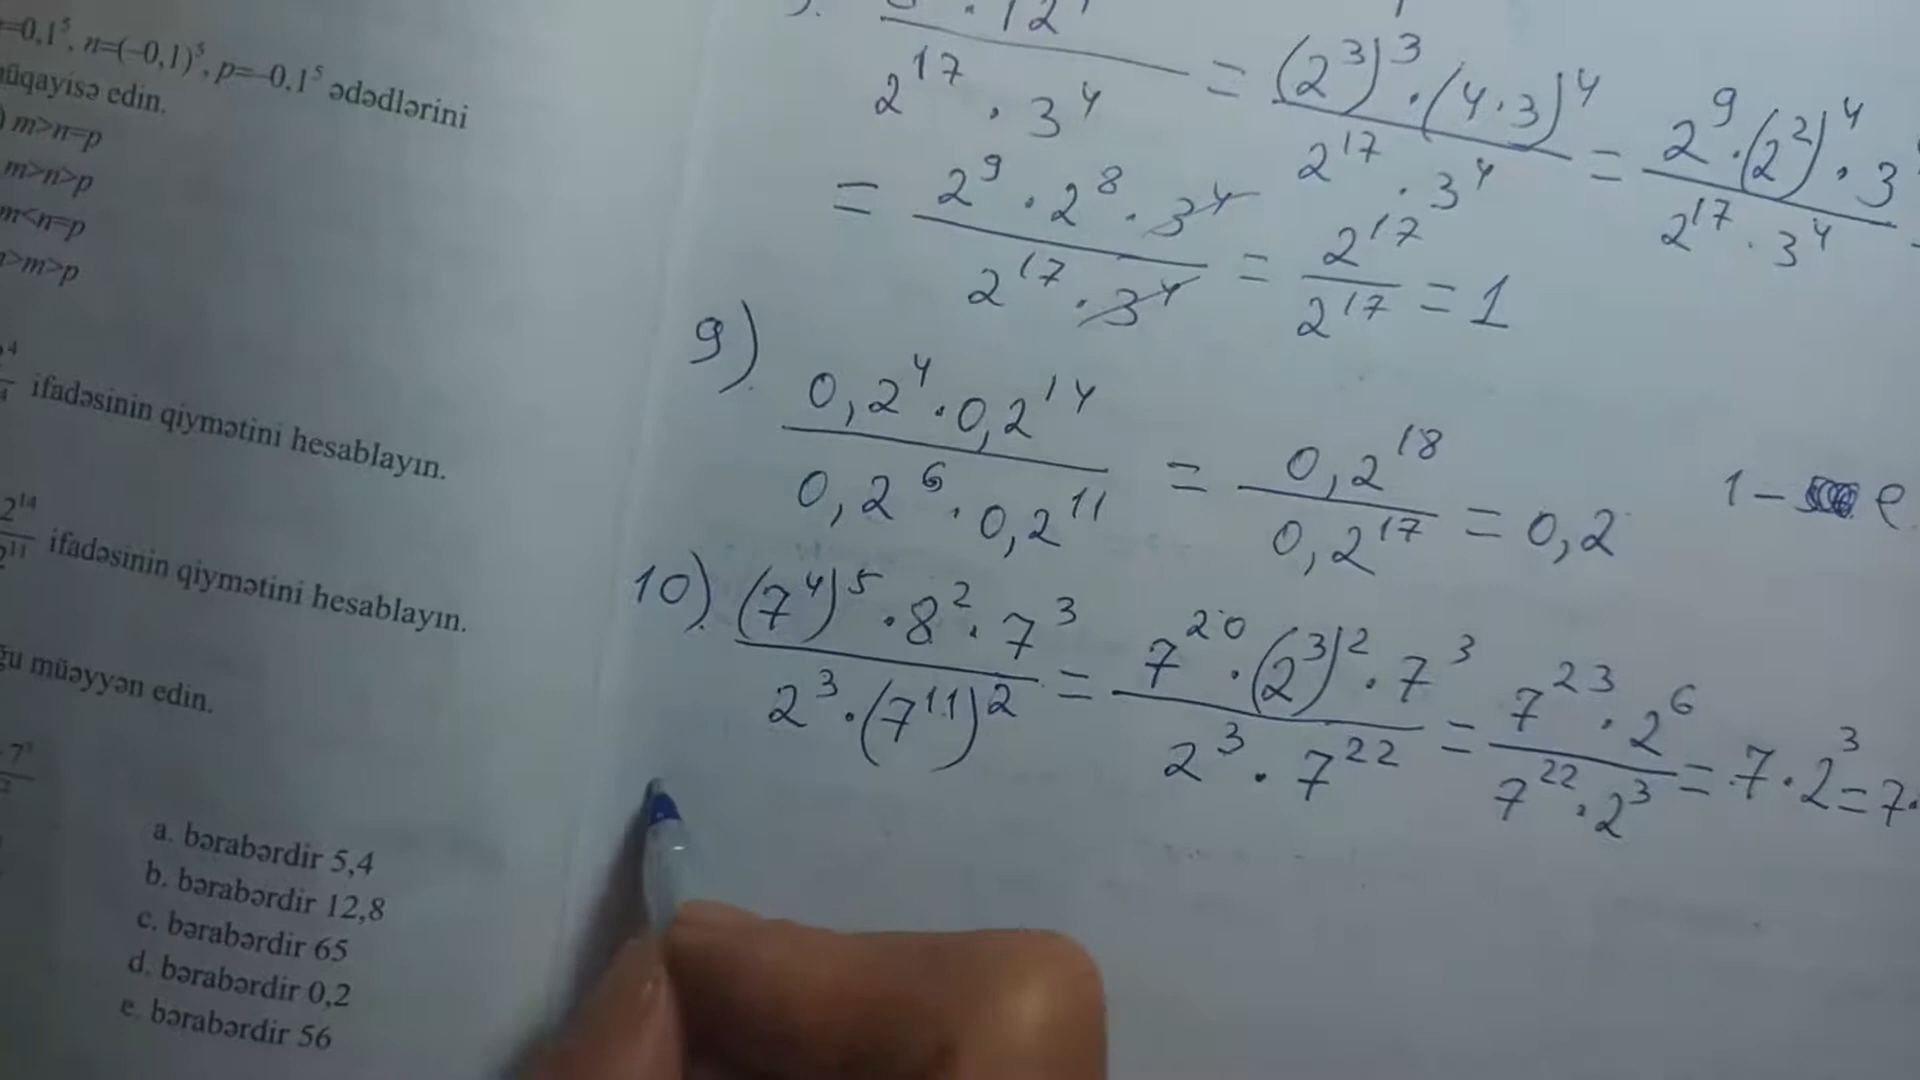 =0,1⁵, n=(–0,1)⁵, p=–0,1⁵ ədədlərini
müqayisə edin.
) m>n=p
m>n>p
m<n=p
>m>p
ifadəsinin qiymətini hesablayın.
2¹⁴ / 2¹¹ ifadəsinin qiymətini hesablayın.
ğu müəyyən edin.
a. bərabərdir 5,4
b. bərabərdir 12,8
c. bərabərdir 65
d. bərabərdir 0,2
e. bərabərdir 56
· 12 / 2¹⁷ · 3⁴ = (2³)³ · (4·3)⁴ / 2¹⁷ · 3⁴ = 2⁹ · (2²)⁴ · 3 / 2¹⁷ · 3⁴
= 2⁹ · 2⁸ · 3⁴ / 2¹⁷ · 3⁴ = 2¹⁷ / 2¹⁷ = 1
9) 0,2⁴ · 0,2¹⁴ / 0,2⁶ · 0,2¹¹ = 0,2¹⁸ / 0,2¹⁷ = 0,2
1 – e
10) (7⁴)⁵ · 8² · 7³ / 2³ · (7¹¹)² = 7²⁰ · (2³)² · 7³ / 2³ · 7²² = 7²³ · 2⁶ / 7²² · 2³ = 7 · 2³ = 7·